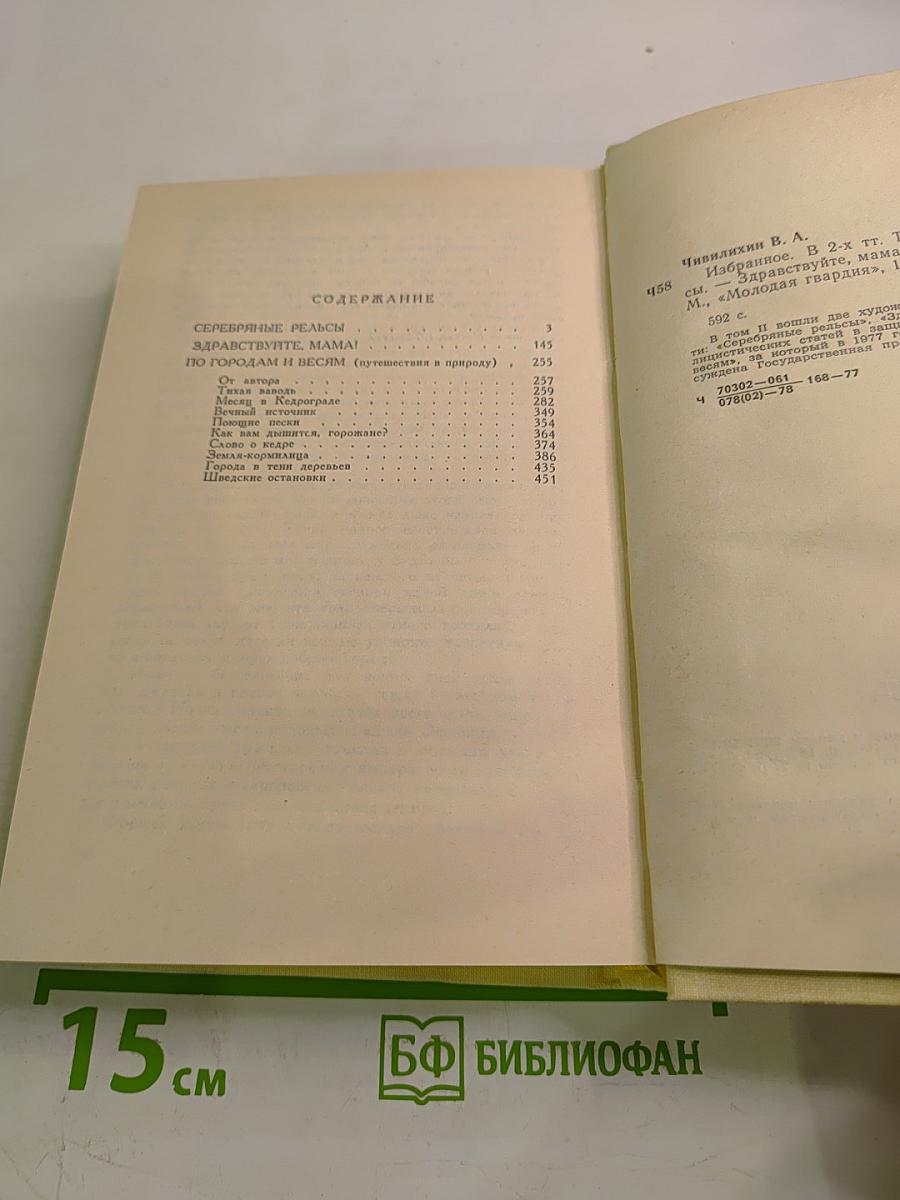 СОДЕРЖАНИЕ
СЕРЕБРЯНЫЕ РЕЛЬСЫ . . . . . . . . . . . 3
ЗДРАВСТВУЙТЕ, МАМА! . . . . . . . . . . 145
ПО ГОРОДАМ И ВЕСЯМ (путешествия в природу) , 255
От автора . . . . . . . . . . . . . 257
Тихая заводь . . . . . . . . . . . . 259
Месяц в Кедрограде . . . . . . . . . . 282
Вечный источник . . . . . . . . . . . 349
Поющие пески . . . . . . . . . . . . 354
Как вам дышится, горожане? . . . . . . . . 364
Слово о кедре . . . . . . . . . . . . 374
Земля-кормилица . . . . . . . . . . . 386
Города в тени деревьев . . . . . . . . . 435
Шведские остановки . . . . . . . . . . . 451
Чивилихин В. А.
Ч58 Избранное. В 2-х тт. Т
сы. — Здравствуйте, мама
М., «Молодая гвардия», 1
592 с.
В том II вошли две худож
ти: «Серебряные рельсы», «Зд
лицистических статей в защи
весям», за который в 1977 г
суждена Государственная пр
Ч 70302—061
078(02)—78 168—77
15 см
БФ БИБЛИОФАН